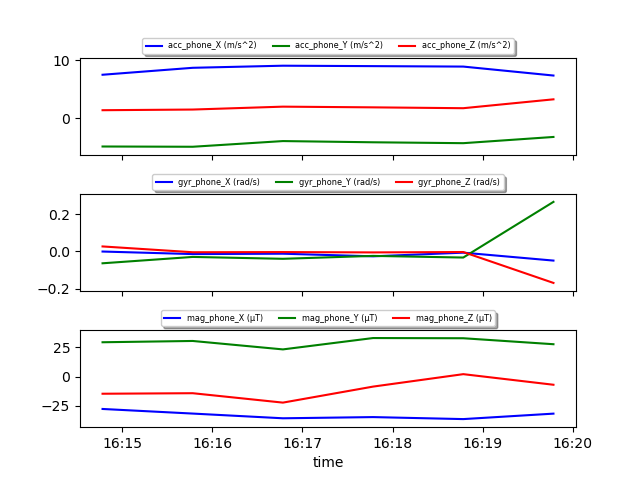 acc_phone_X (m/s^2) acc_phone_Y (m/s^2) acc_phone_Z (m/s^2)
10
0
gyr_phone_X (rad/s) gyr_phone_Y (rad/s) gyr_phone_Z (rad/s)
0.2
0.0
−0.2
mag_phone_X (μT) mag_phone_Y (μT) mag_phone_Z (μT)
25
0
−25
16:15 16:16 16:17 16:18 16:19 16:20
time